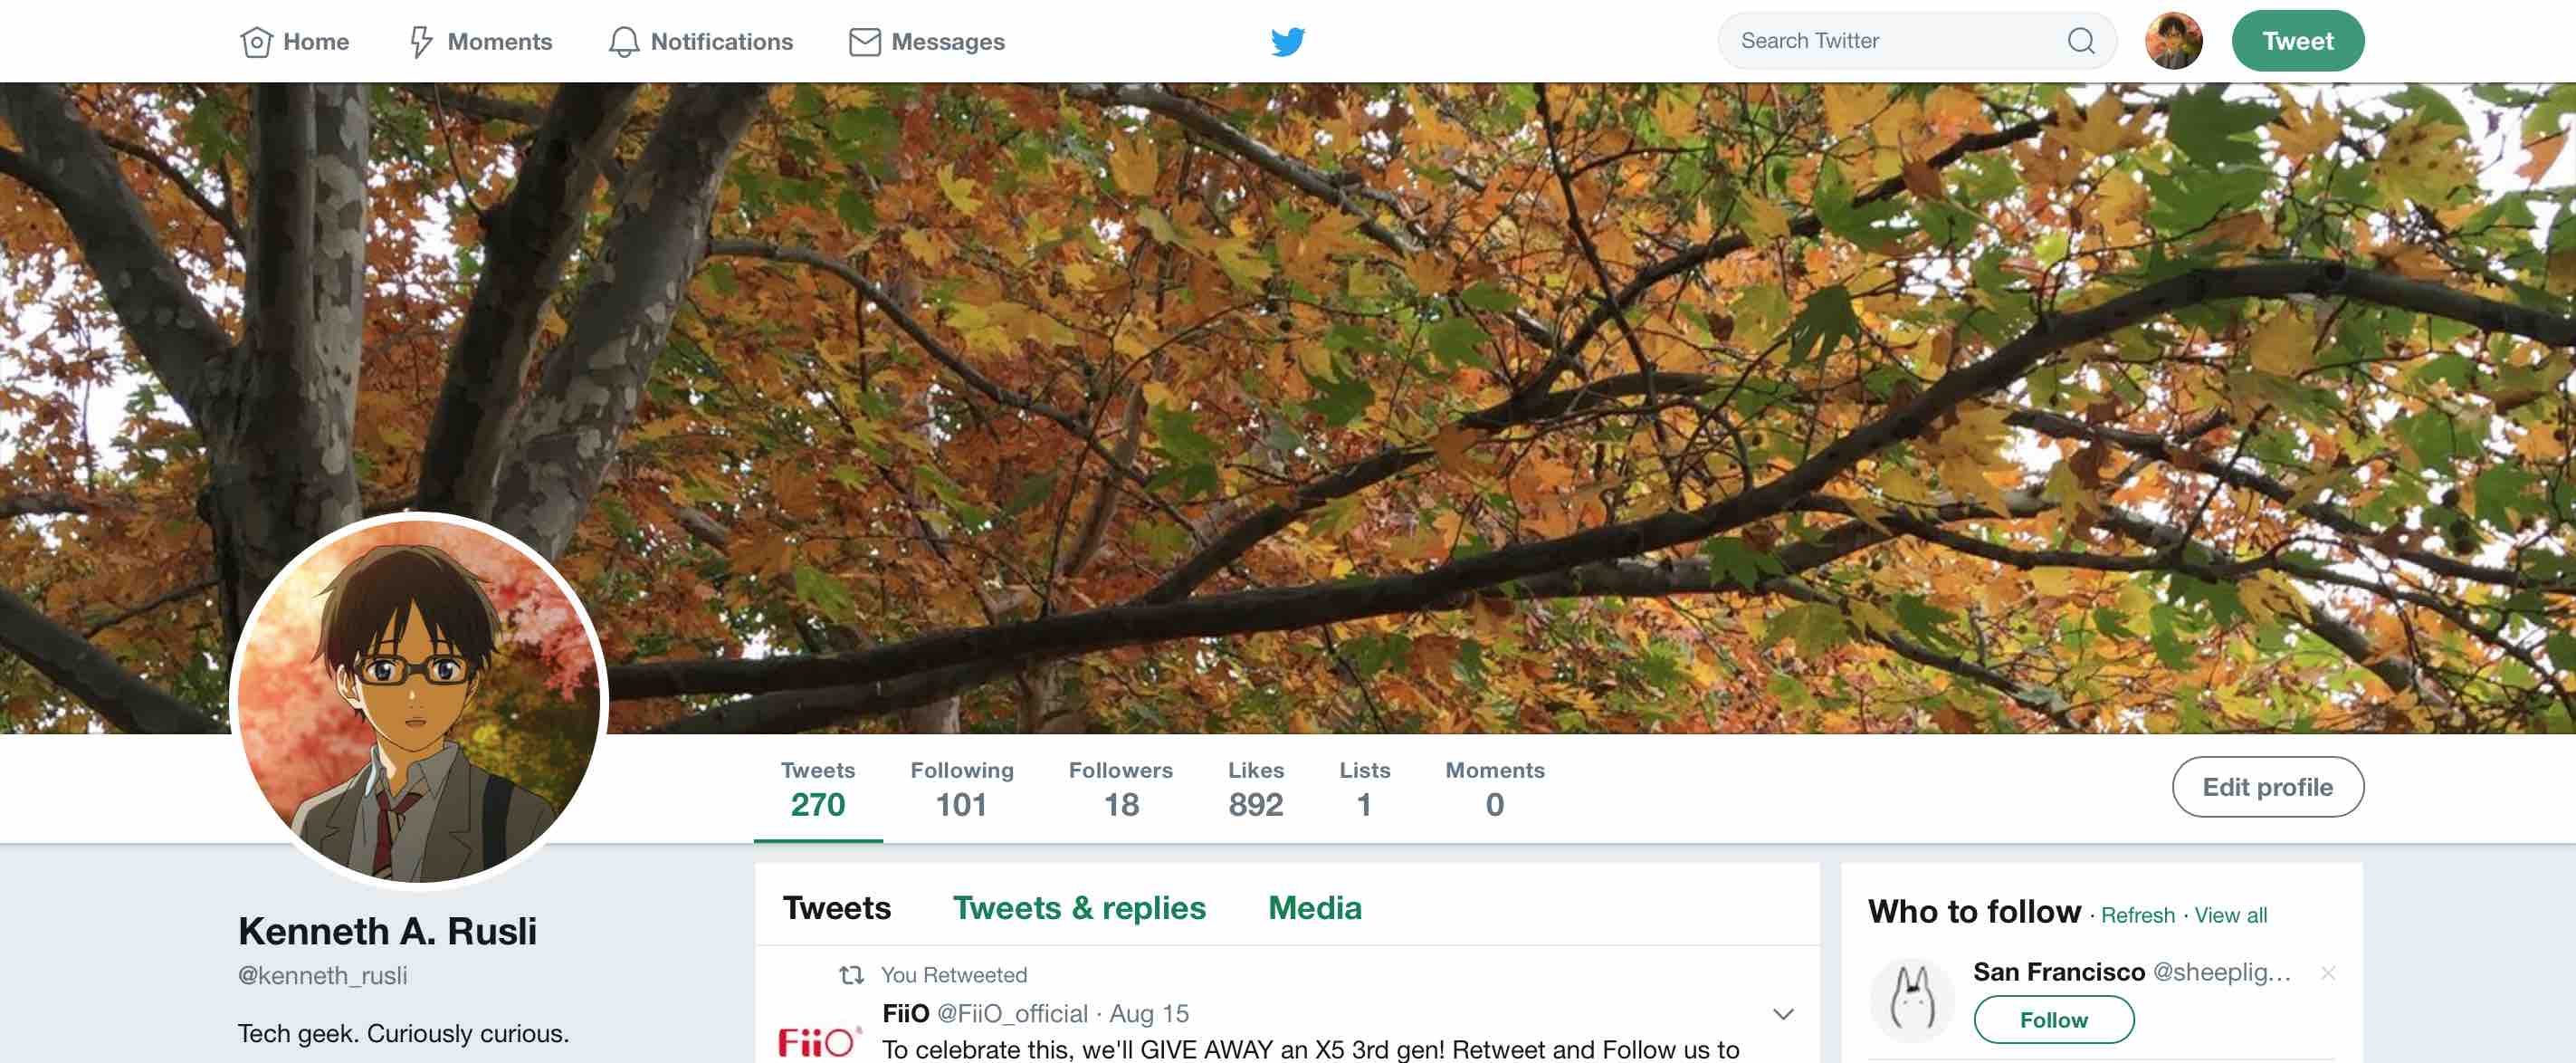 Home Moments Notifications Messages Search Twitter Tweet
Tweets Following Followers Likes Lists Moments
270 101 18 892 1 0
Edit profile
Kenneth A. Rusli
@kenneth_rusli
Tech geek. Curiously curious.
Tweets Tweets & replies Media
You Retweeted
FiiO @FiiO_official · Aug 15
FiiO
To celebrate this, we'll GIVE AWAY an X5 3rd gen! Retweet and Follow us to
Who to follow · Refresh · View all
San Francisco @sheeplig...
Follow